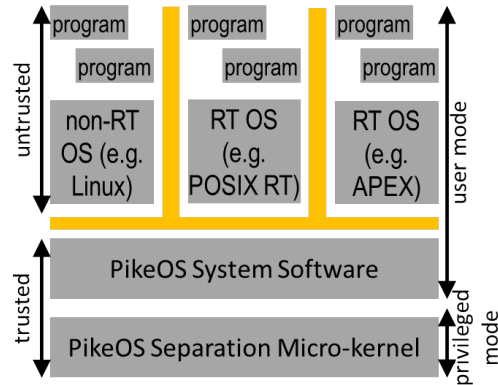 program
program
program
program
program
program
non-RT
OS (e.g.
Linux)
RT OS
(e.g.
POSIX RT)
RT OS
(e.g.
APEX)
untrusted
user mode
PikeOS System Software
trusted
PikeOS Separation Micro-kernel
privileged
mode